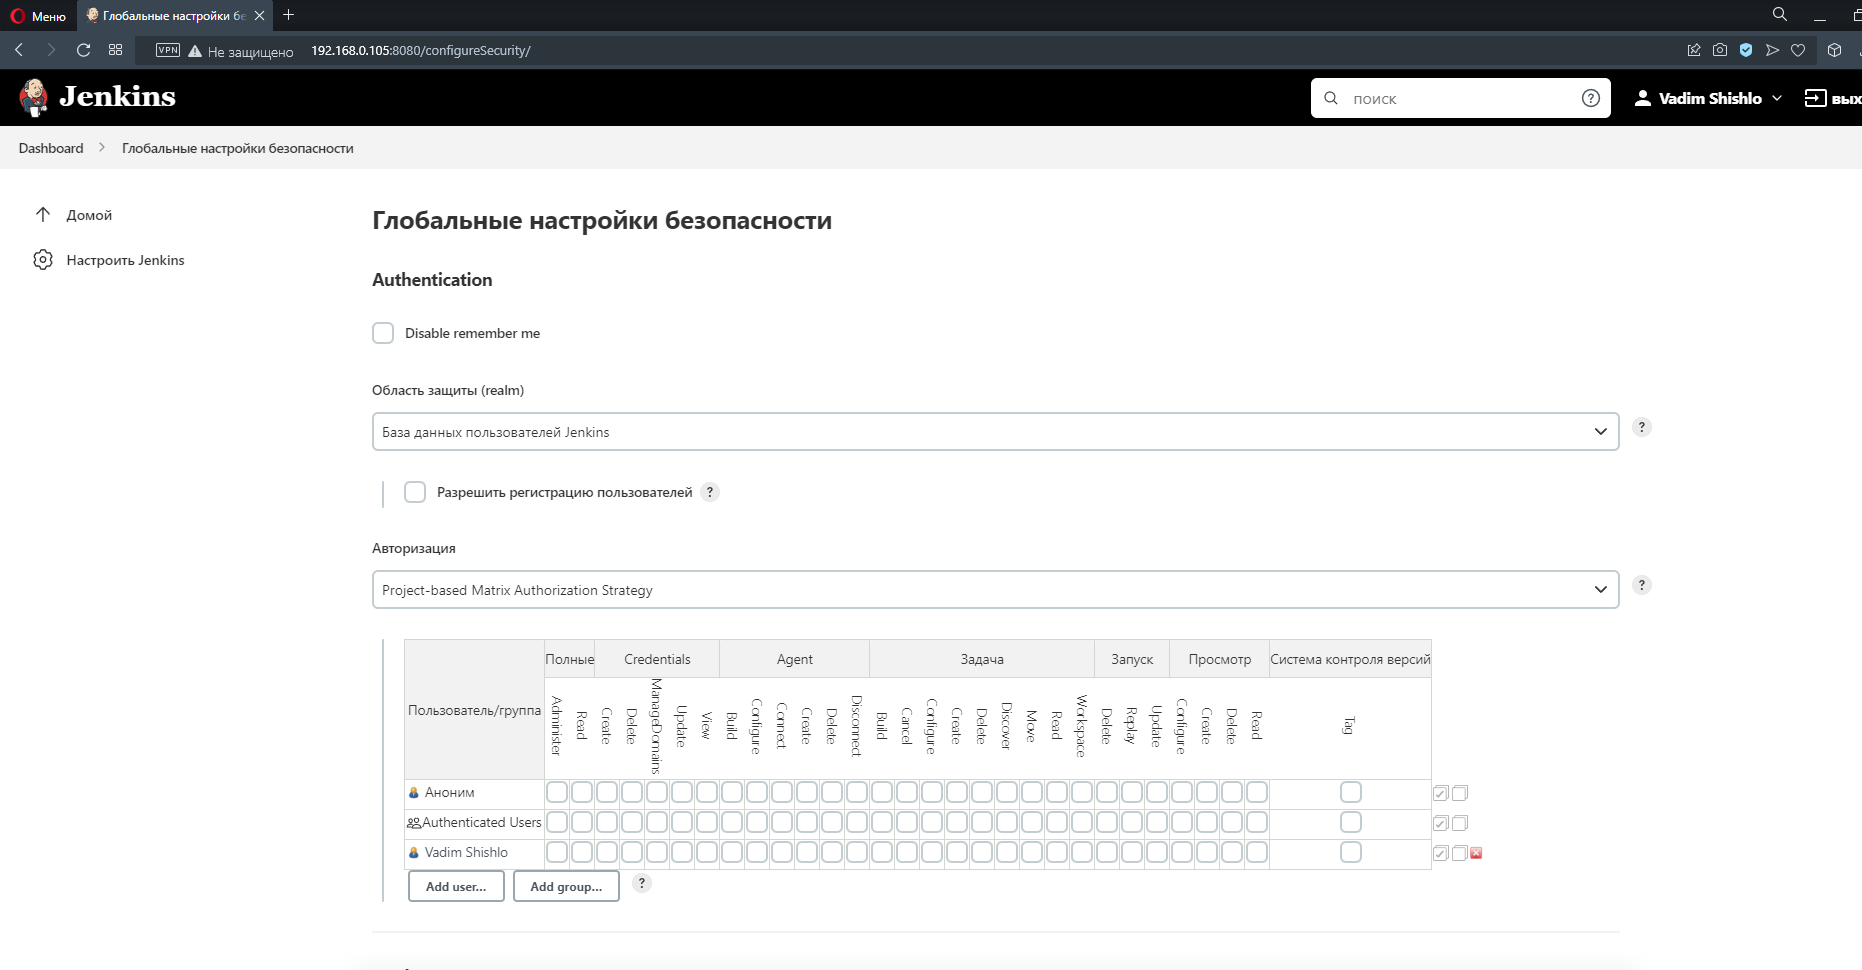 Меню
Глобальные настройки бе
VPN
Не защищено
192.168.0.105:8080/configureSecurity/
Jenkins
поиск
Vadim Shishlo
вых
Dashboard
Глобальные настройки безопасности
Домой
Настроить Jenkins
Глобальные настройки безопасности
Authentication
Disable remember me
Область защиты (realm)
База данных пользователей Jenkins
?
Разрешить регистрацию пользователей ?
Авторизация
Project-based Matrix Authorization Strategy
?
Пользователь/группа
Полные Credentials Agent Задача Запуск Просмотр Система контроля версий
Administer Read Create Delete ManageDomains Update View Build Configure Connect Create Delete Disconnect Build Cancel Configure Create Delete Discover Move Read Workspace Delete Replay Update Configure Create Delete Read Tag
Аноним
Authenticated Users
Vadim Shishlo
Add user...
Add group...
?